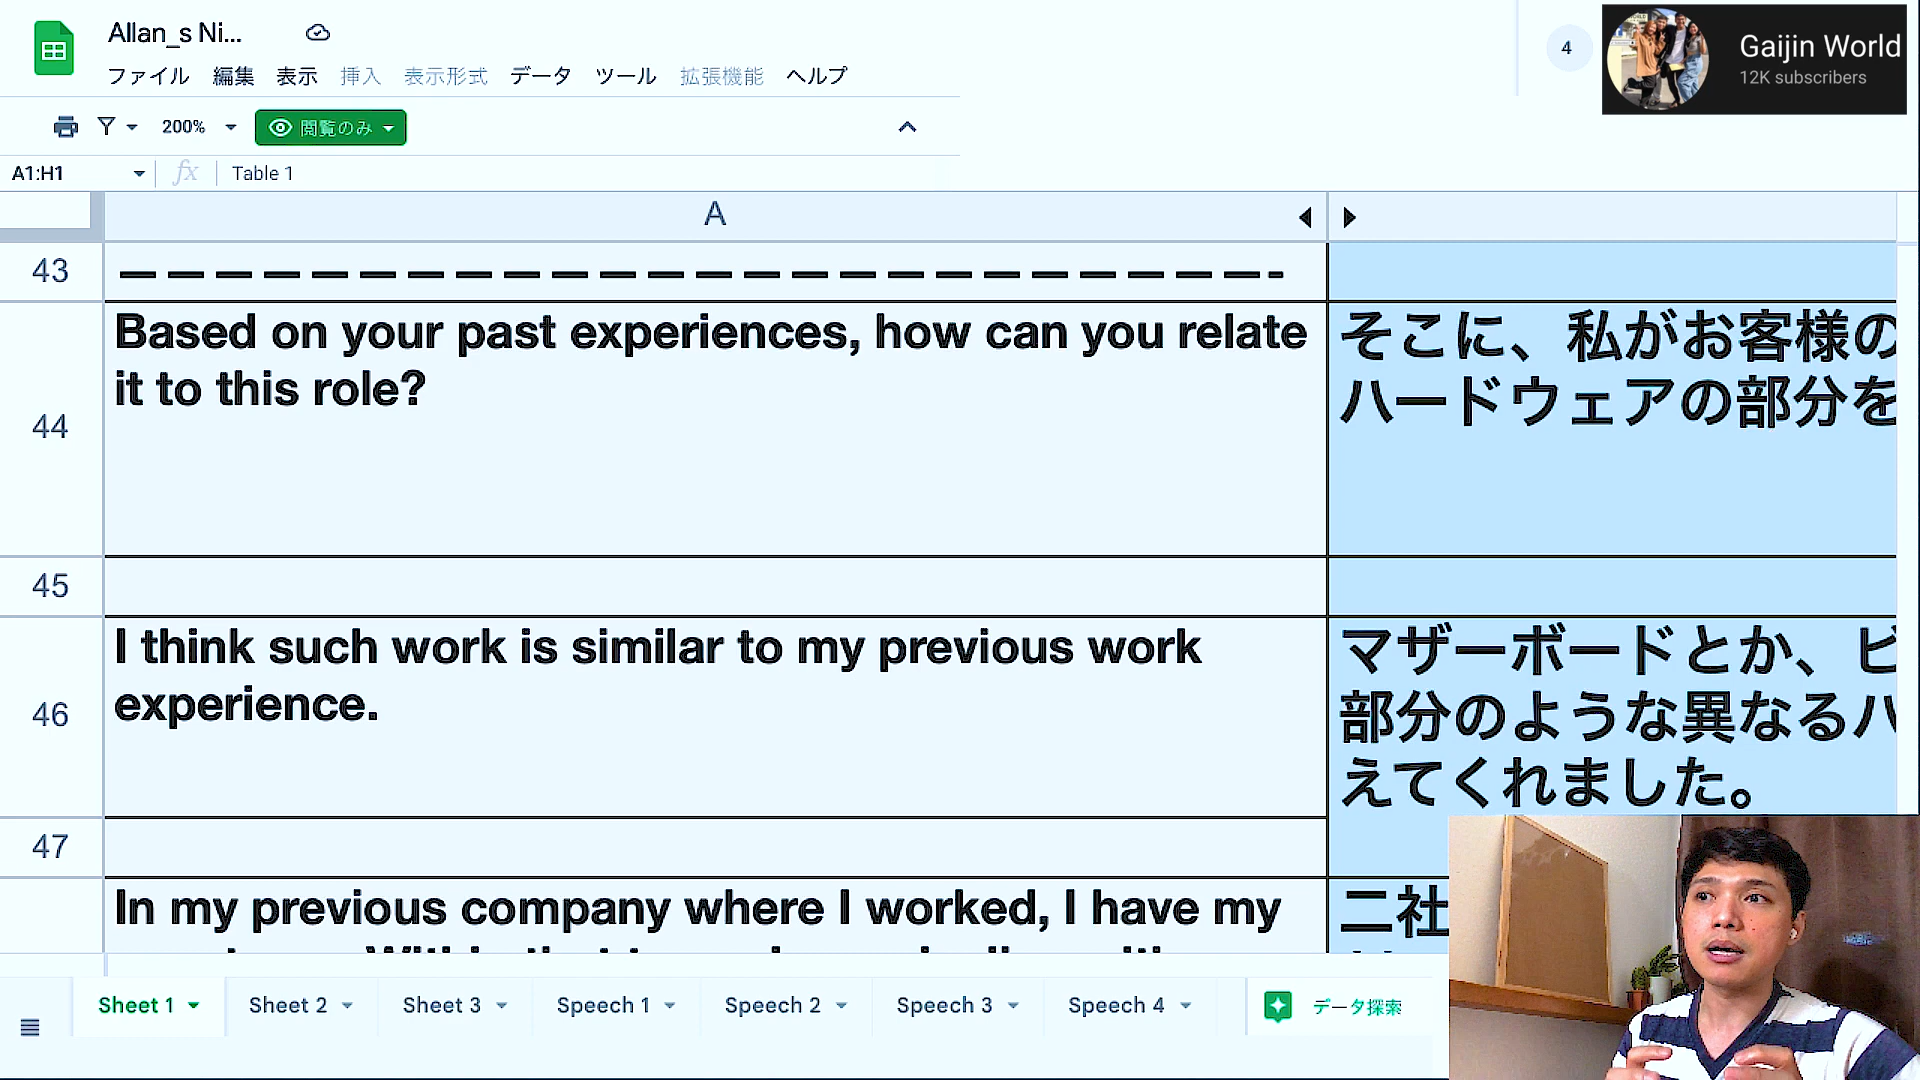 Allan_s Ni...
ファイル 編集 表示 挿入 表示形式 データ ツール 拡張機能 ヘルプ
4
Gaijin World
12K subscribers
200%
閲覧のみ
A1:H1
fx
Table 1
A
43
— — — — — — — — — — — — — — — — — — — — — — — — -
44
Based on your past experiences, how can you relate
it to this role?
そこに、私がお客様の
ハードウェアの部分を
45
46
I think such work is similar to my previous work
experience.
マザーボードとか、ビ
部分のような異なるハ
えてくれました。
47
In my previous company where I worked, I have my
二社
Sheet 1
Sheet 2
Sheet 3
Speech 1
Speech 2
Speech 3
Speech 4
データ探索